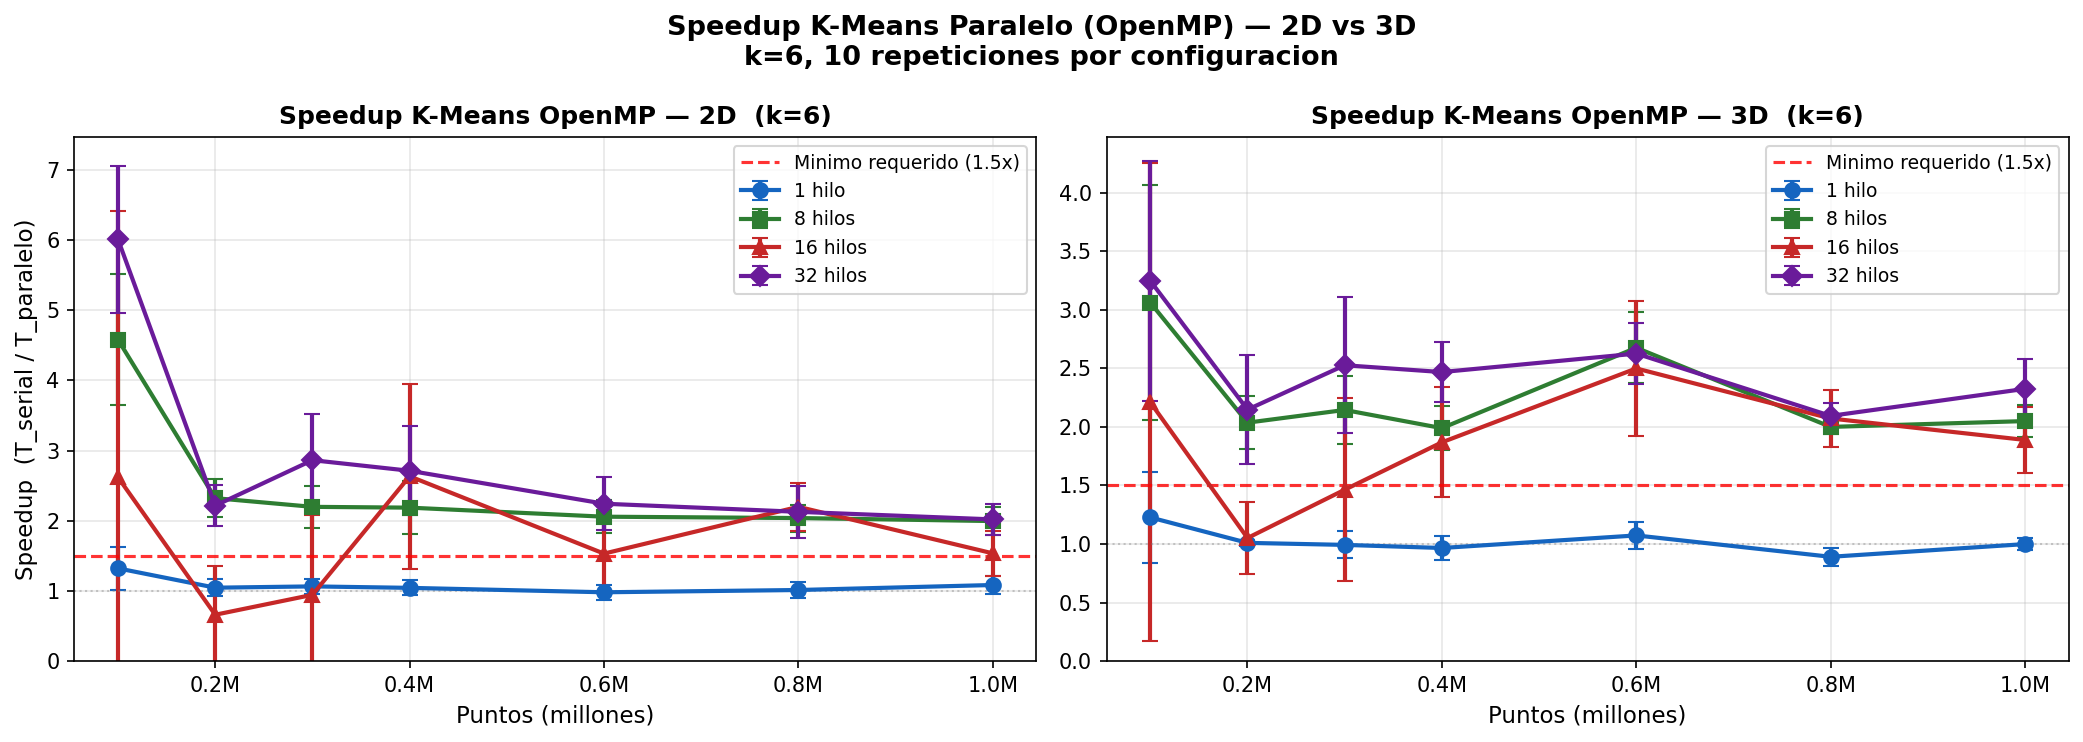 Speedup K-Means Paralelo (OpenMP) — 2D vs 3D
k=6, 10 repeticiones por configuracion
Speedup K-Means OpenMP — 2D  (k=6)
Speedup  (T_serial / T_paralelo)
7
6
5
4
3
2
1
0
Minimo requerido (1.5x)
1 hilo
8 hilos
16 hilos
32 hilos
0.2M
0.4M
0.6M
0.8M
1.0M
Puntos (millones)
Speedup K-Means OpenMP — 3D  (k=6)
4.0
3.5
3.0
2.5
2.0
1.5
1.0
0.5
0.0
Minimo requerido (1.5x)
1 hilo
8 hilos
16 hilos
32 hilos
0.2M
0.4M
0.6M
0.8M
1.0M
Puntos (millones)